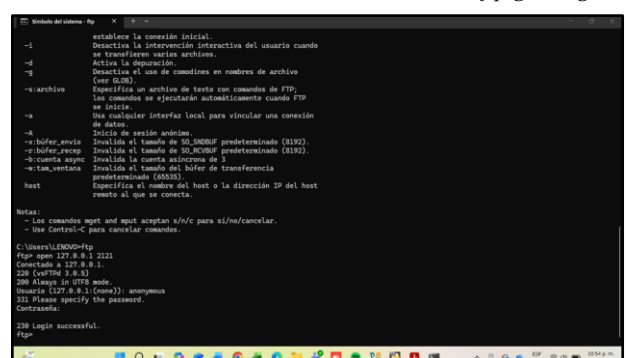 Símbolo del sistema - ftp
establece la conexión inicial.
-i Desactiva la intervención interactiva del usuario cuando
se transfieren varios archivos.
-d Activa la depuración.
-g Desactiva el uso de comodines en nombres de archivo
(ver GLOB).
-s:archivo Especifica un archivo de texto con comandos de FTP;
los comandos se ejecutarán automáticamente cuando FTP
se inicie.
-a Usa cualquier interfaz local para vincular una conexión
de datos.
-A Inicio de sesión anónimo.
-x:búfer_envío Invalida el tamaño de SO_SNDBUF predeterminado (8192).
-r:búfer_recep Invalida el tamaño de SO_RCVBUF predeterminado (8192).
-b:cuenta async Invalida la cuenta asíncrona de 3
-w:tam_ventana Invalida el tamaño del búfer de transferencia
predeterminado (65535).
host Especifica el nombre del host o la dirección IP del host
remoto al que se conecta.
Notas:
- Los comandos mget and mput aceptan s/n/c para sí/no/cancelar.
- Use Control-C para cancelar comandos.
C:\Users\LENOVO>ftp
ftp> open 127.0.0.1 2121
Conectado a 127.0.0.1.
220 (vsFTPd 3.0.5)
200 Always in UTF8 mode.
Usuario (127.0.0.1:(none)): anonymous
331 Please specify the password.
Contraseña:
230 Login successful.
ftp>
ESP
10:54 p. m.